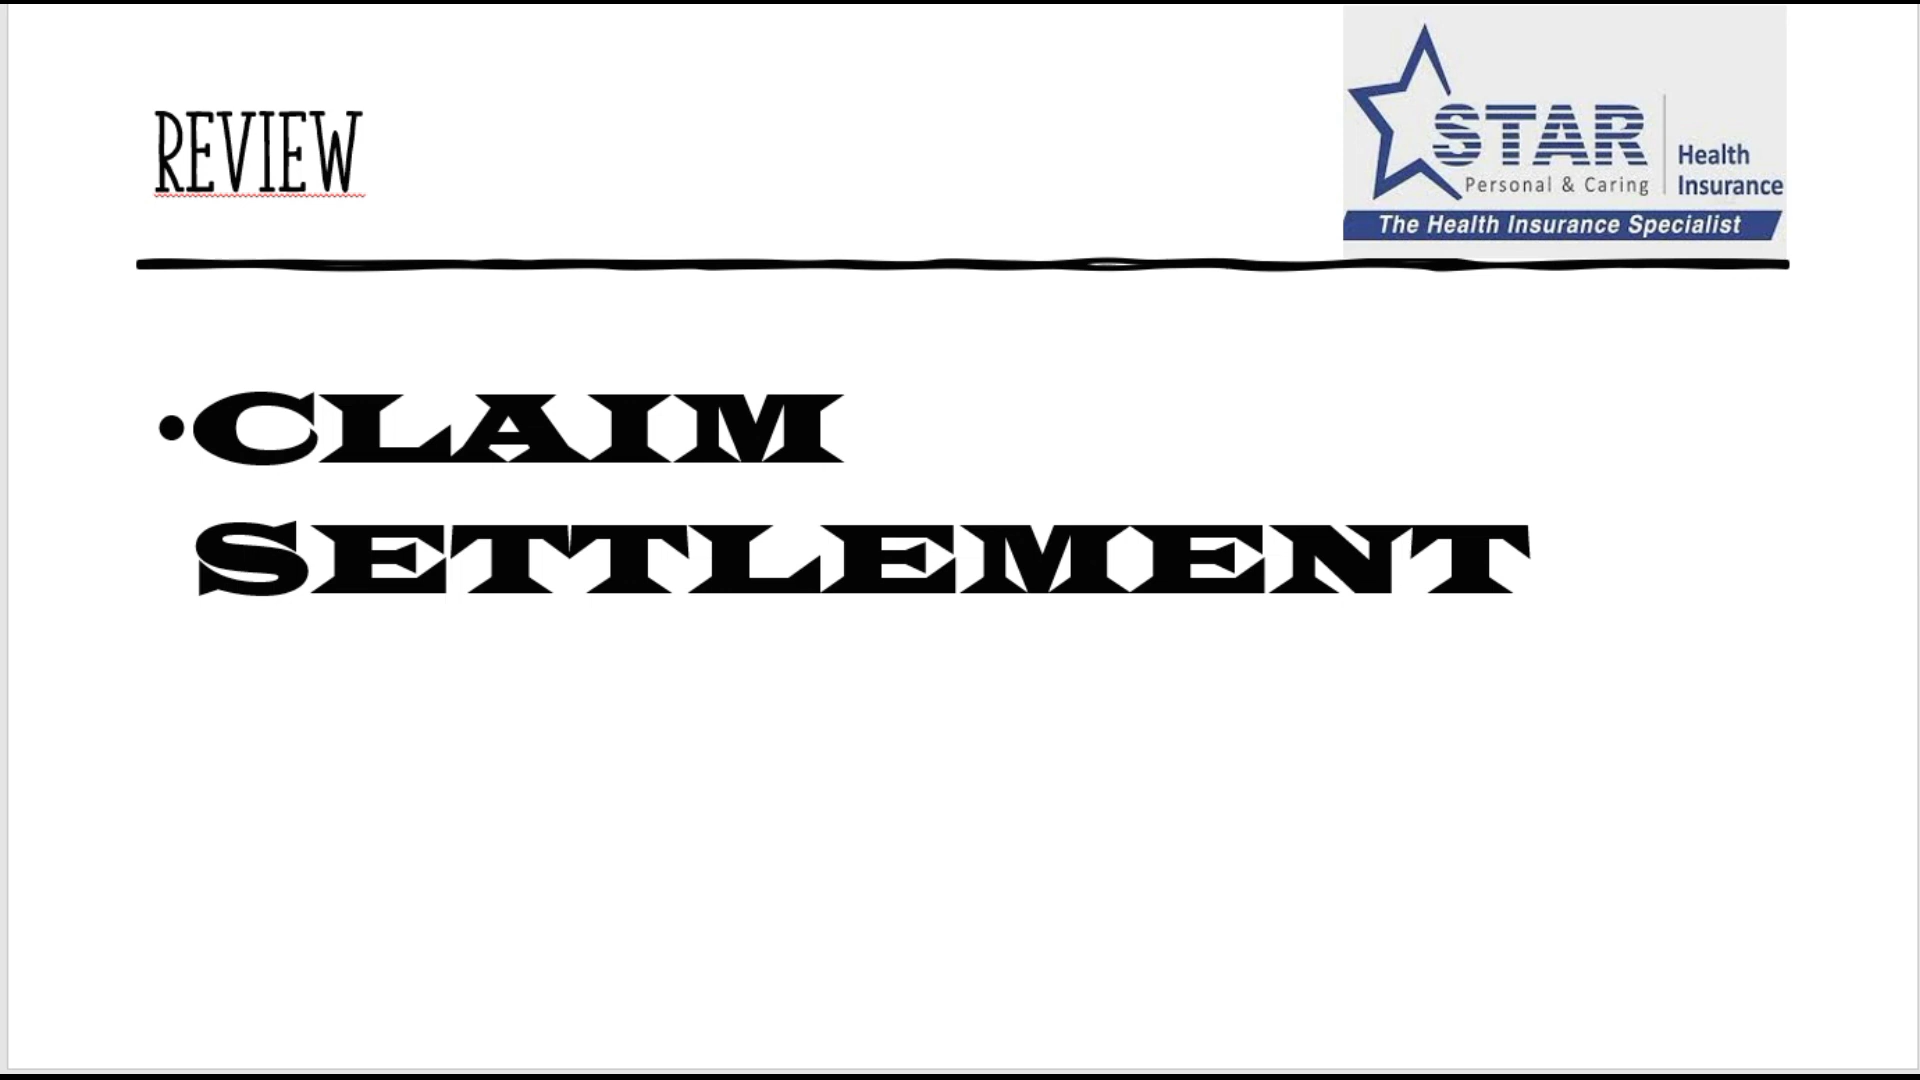 REVIEW
STAR
Personal & Caring
Health
Insurance
The Health Insurance Specialist
•CLAIM
SETTLEMENT